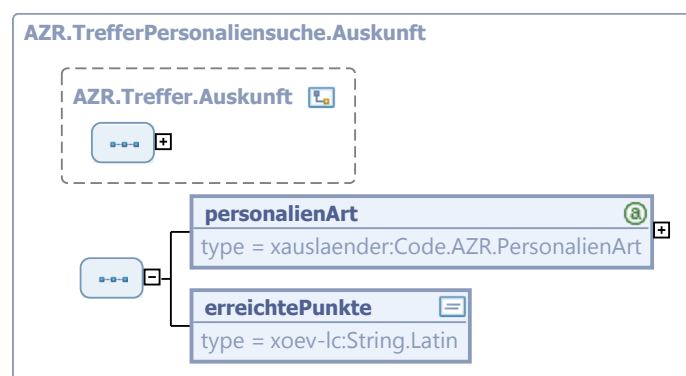 AZR.TrefferPersonaliensuche.Auskunft
AZR.Treffer.Auskunft
personalienArt
type = xauslaender:Code.AZR.PersonalienArt
erreichtePunkte
type = xoev-lc:String.Latin